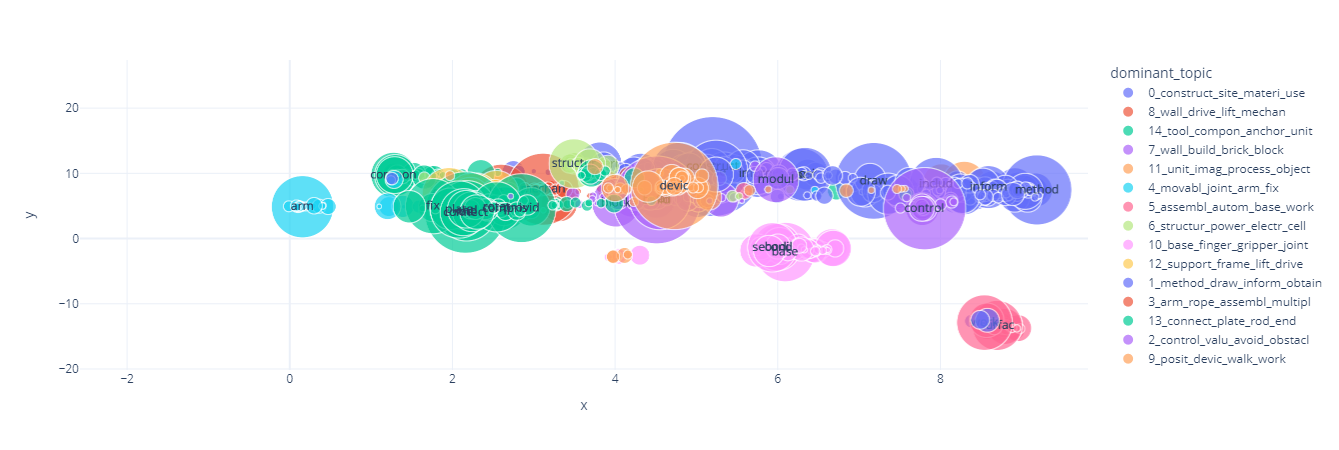 dominant_topic
0_construct_site_materi_use
8_wall_drive_lift_mechan
14_tool_compon_anchor_unit
7_wall_build_brick_block
11_unit_imag_process_object
4_movabl_joint_arm_fix
5_assembl_autom_base_work
6_structur_power_electr_cell
10_base_finger_gripper_joint
12_support_frame_lift_drive
1_method_draw_inform_obtain
3_arm_rope_assembl_multipl
13_connect_plate_rod_end
2_control_valu_avoid_obstacl
9_posit_devic_walk_work
20
10
0
−10
−20
y
−2
0
2
4
6
8
x
arm
fix
struct
devic
modul
draw
includ
inform
method
control
base